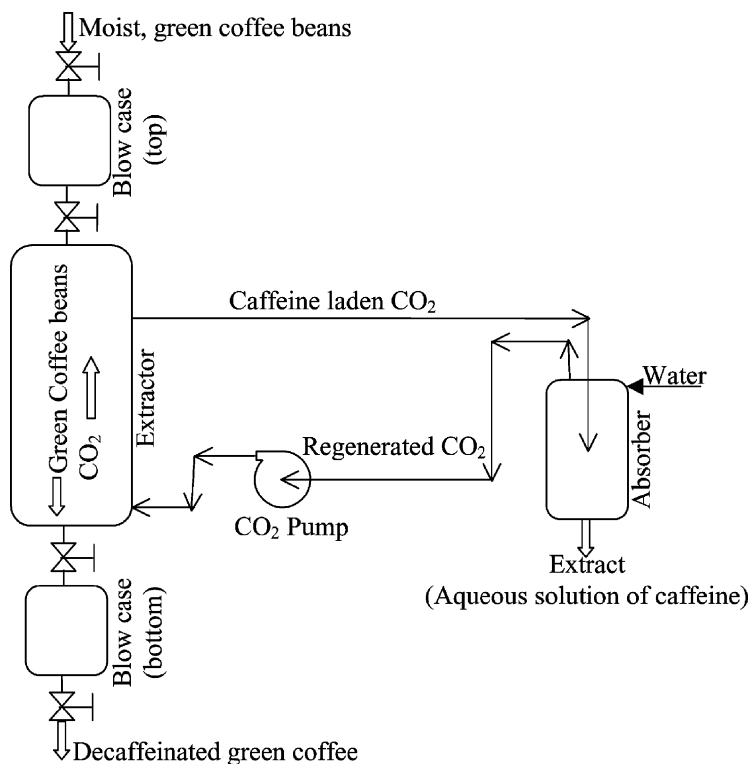 Moist, green coffee beans
Blow case
(top)
Caffeine laden CO₂
Green Coffee beans
CO₂
Extractor
Water
Absorber
Regenerated CO₂
CO₂ Pump
Extract
(Aqueous solution of caffeine)
Blow case
(bottom)
Decaffeinated green coffee